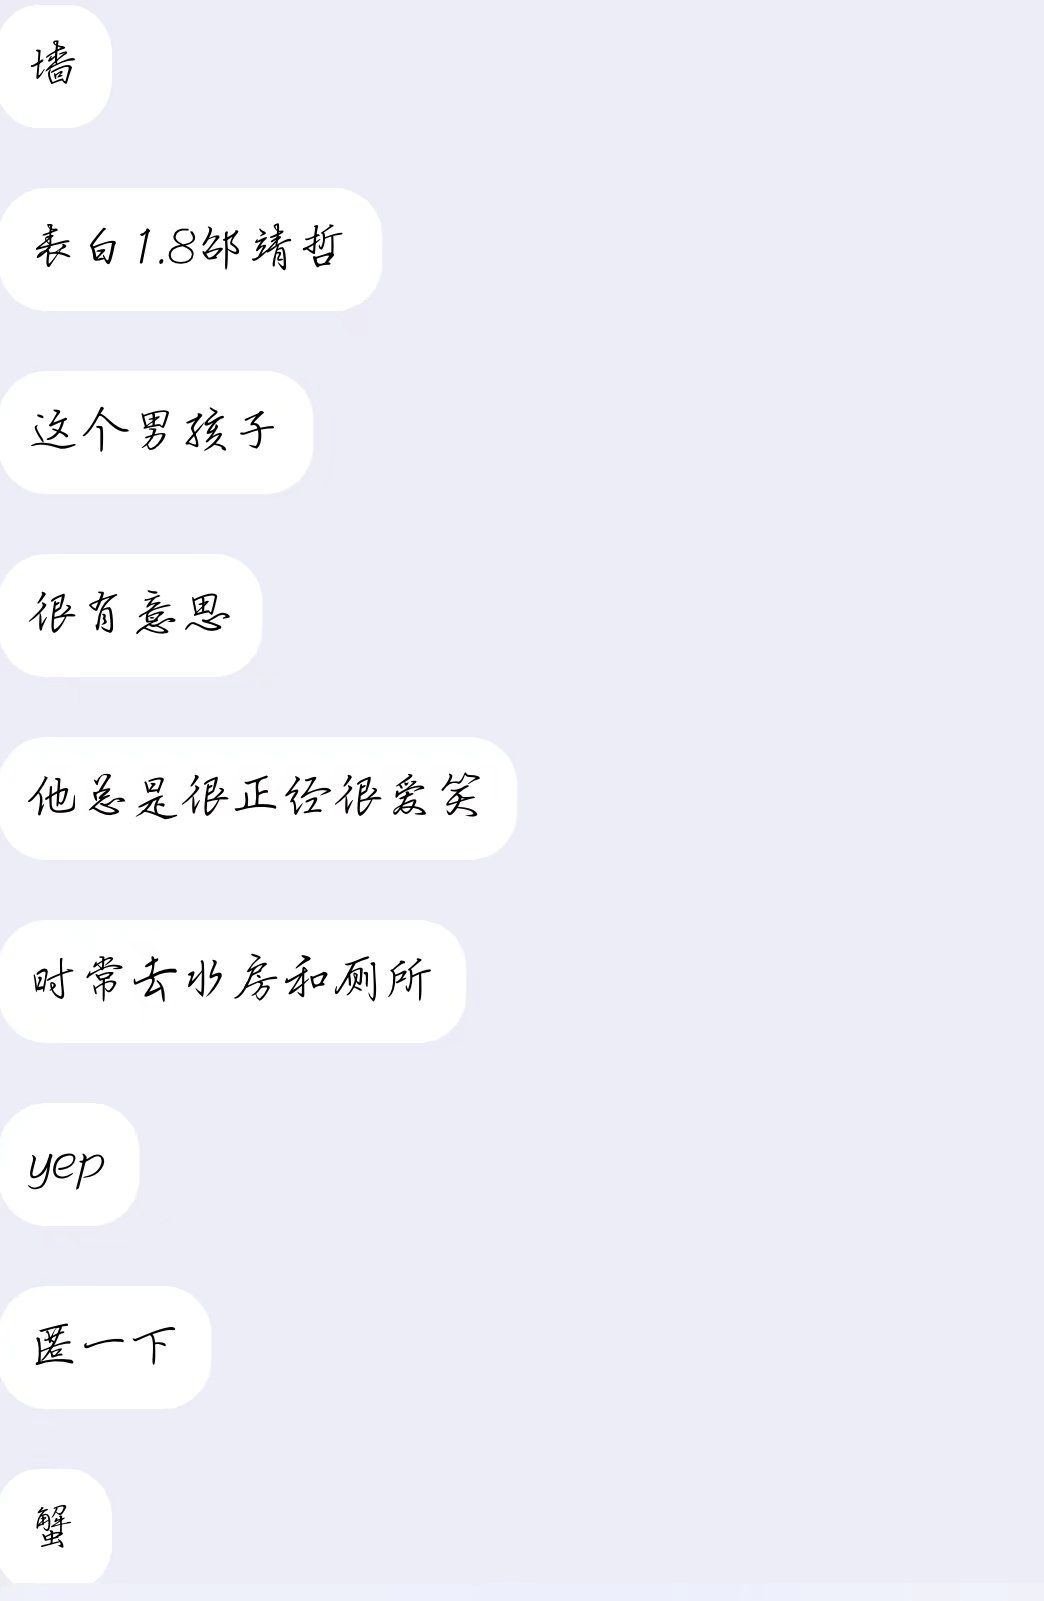 墙
表白1.8邰靖哲
这个男孩子
很有意思
他总是很正经很爱笑
时常去水房和厕所
yep
匿一下
蟹